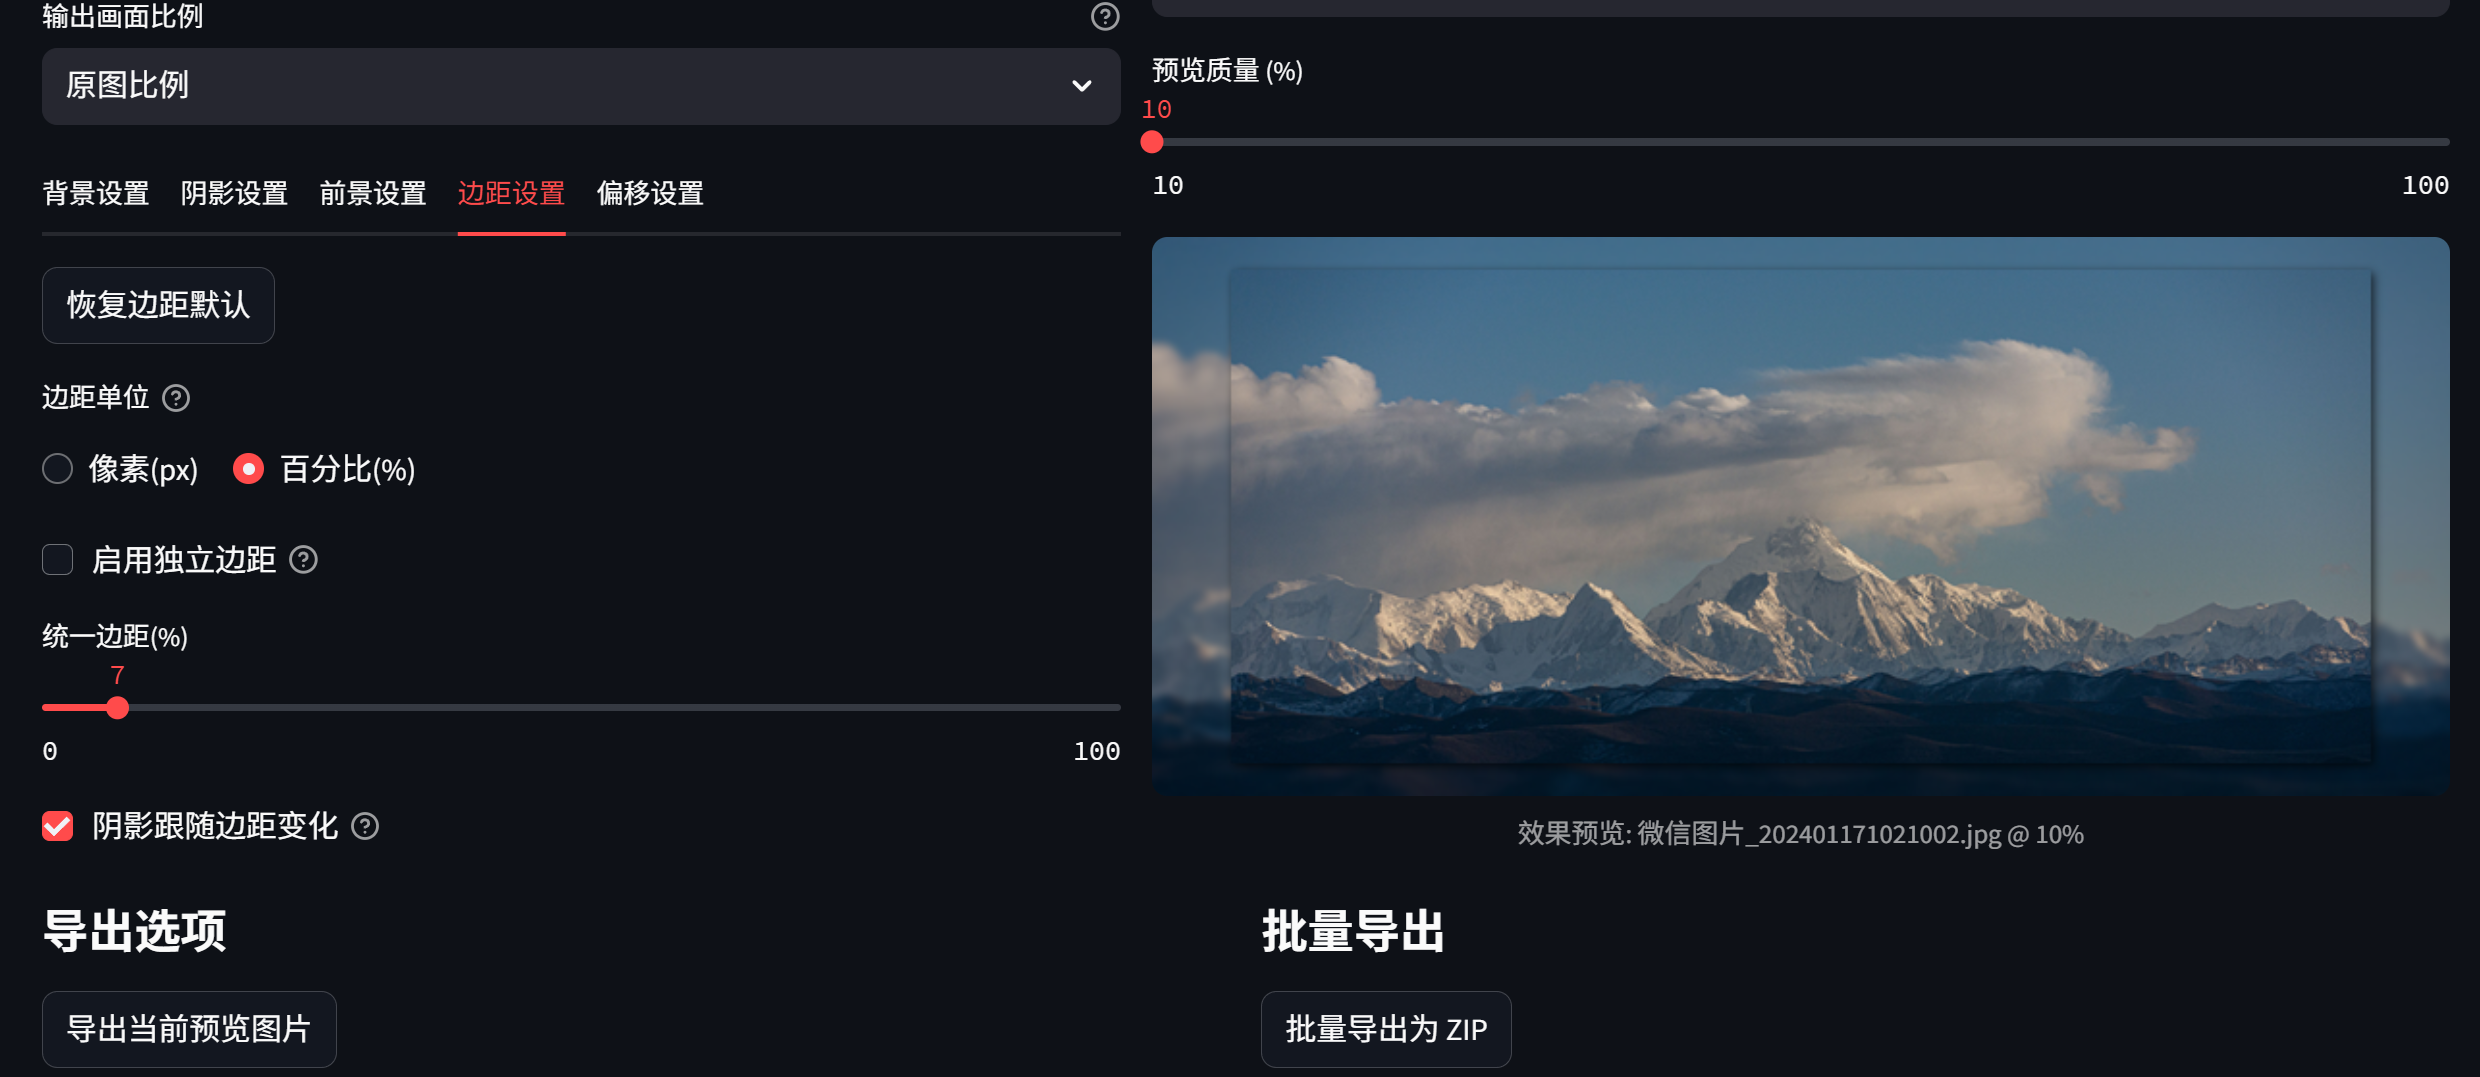 输出画面比例
原图比例
背景设置 阴影设置 前景设置 边距设置 偏移设置
恢复边距默认
边距单位
像素(px) 百分比(%)
启用独立边距
统一边距(%)
7
0 100
阴影跟随边距变化
导出选项
导出当前预览图片
预览质量 (%)
10
10 100
效果预览: 微信图片_202401171021002.jpg @ 10%
批量导出
批量导出为 ZIP